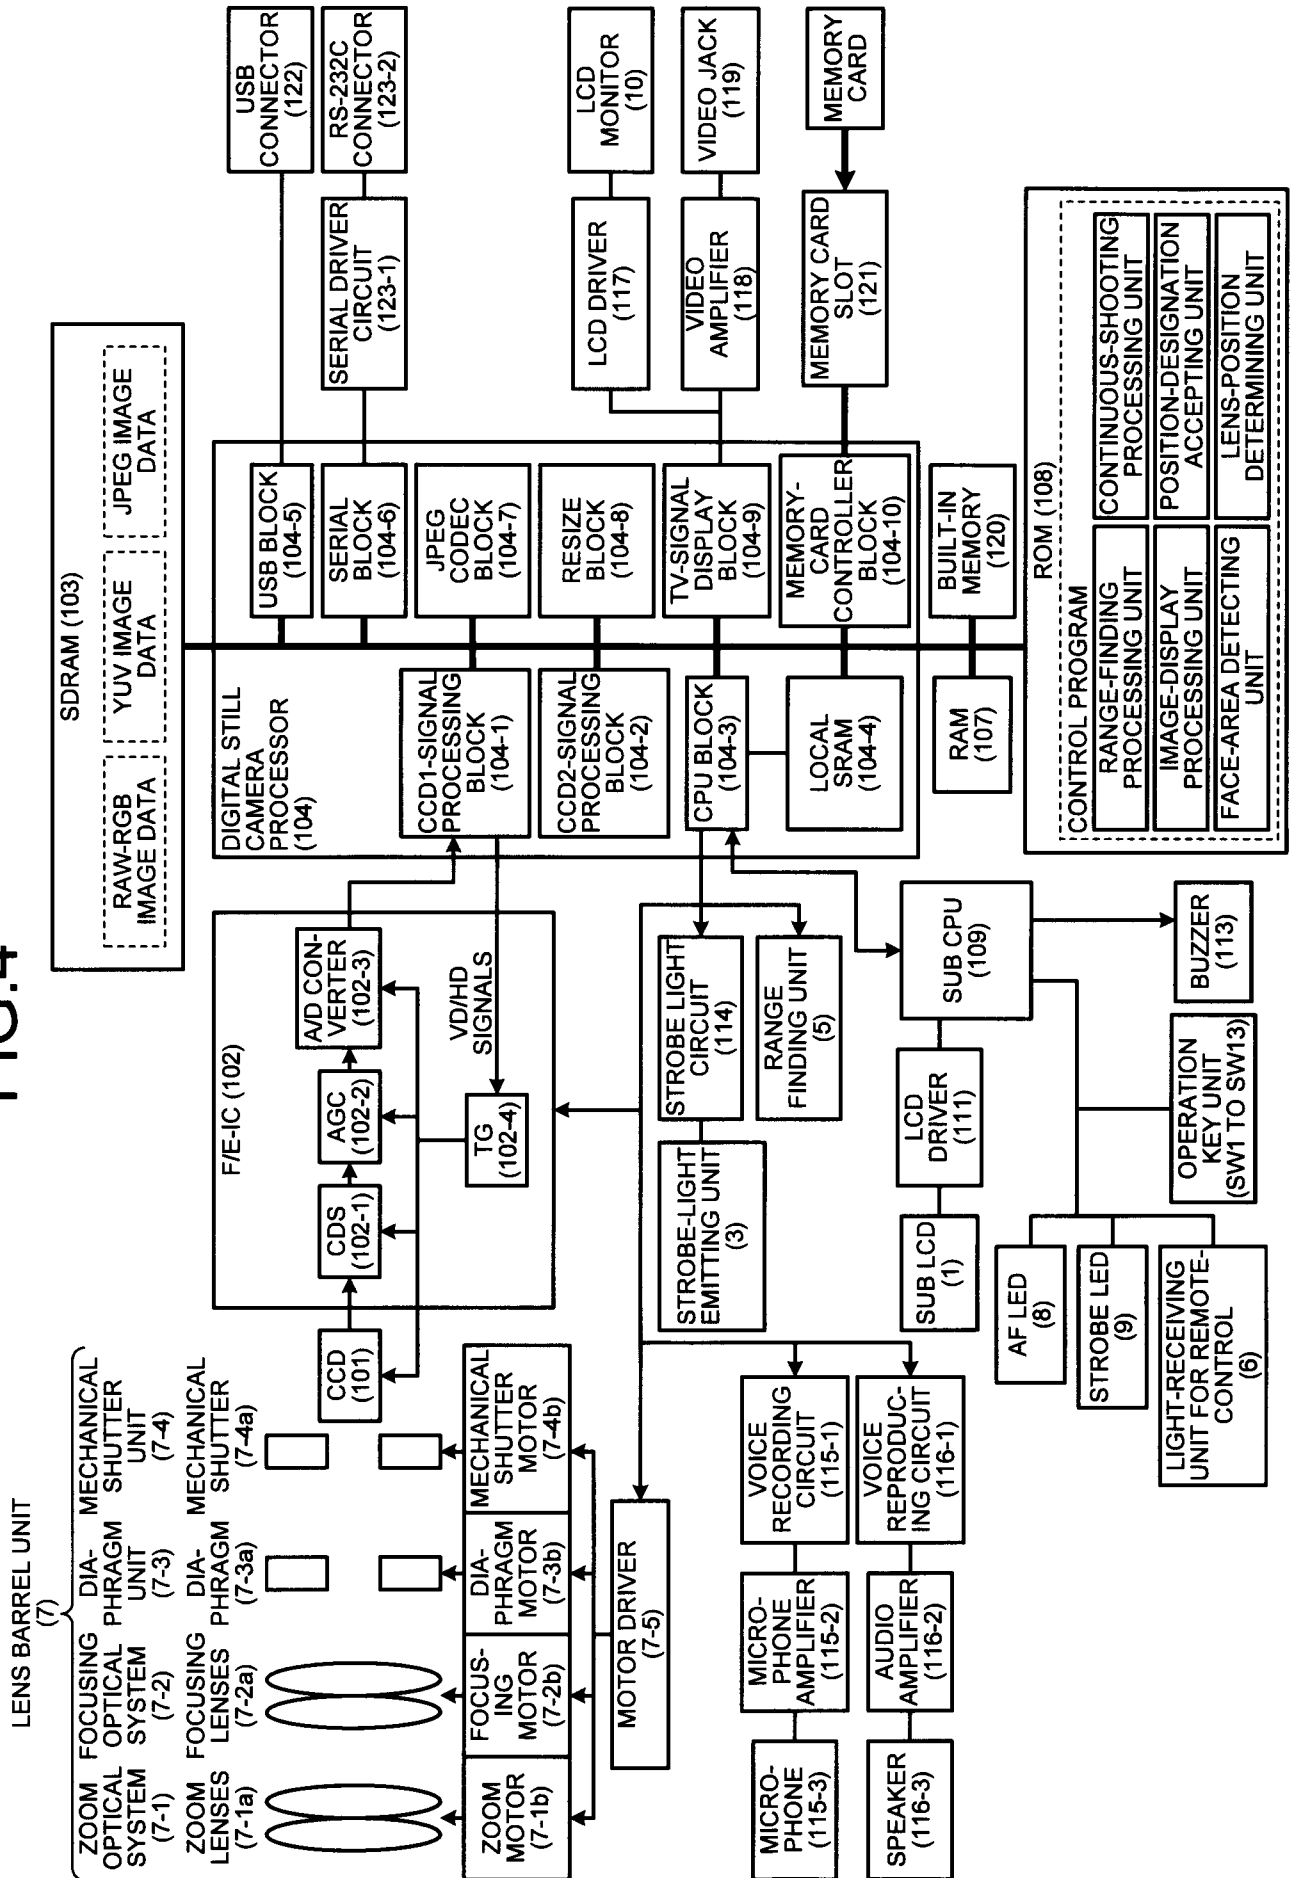 FIG.4
LENS BARREL UNIT
(7)
ZOOM
OPTICAL
SYSTEM
(7-1)
FOCUSING
OPTICAL
SYSTEM
(7-2)
DIA-
PHRAGM
UNIT
(7-3)
MECHANICAL
SHUTTER
UNIT
(7-4)
ZOOM
LENSES
(7-1a)
FOCUSING
LENSES
(7-2a)
DIA-
PHRAGM
(7-3a)
MECHANICAL
SHUTTER
(7-4a)
ZOOM
MOTOR
(7-1b)
FOCUS-
ING
MOTOR
(7-2b)
DIA-
PHRAGM
MOTOR
(7-3b)
MECHANICAL
SHUTTER
MOTOR
(7-4b)
MOTOR DRIVER
(7-5)
CCD
(101)
F/E-IC (102)
CDS
(102-1)
AGC
(102-2)
A/D CON-
VERTER
(102-3)
TG
(102-4)
VD/HD
SIGNALS
SDRAM (103)
RAW-RGB
IMAGE DATA
YUV IMAGE
DATA
JPEG IMAGE
DATA
DIGITAL STILL
CAMERA
PROCESSOR
(104)
CCD1-SIGNAL
PROCESSING
BLOCK
(104-1)
CCD2-SIGNAL
PROCESSING
BLOCK
(104-2)
CPU BLOCK
(104-3)
LOCAL
SRAM
(104-4)
USB BLOCK
(104-5)
SERIAL
BLOCK
(104-6)
JPEG
CODEC
BLOCK
(104-7)
RESIZE
BLOCK
(104-8)
TV-SIGNAL
DISPLAY
BLOCK
(104-9)
MEMORY-
CARD
CONTROLLER
BLOCK
(104-10)
USB
CONNECTOR
(122)
SERIAL DRIVER
CIRCUIT
(123-1)
RS-232C
CONNECTOR
(123-2)
LCD DRIVER
(117)
LCD
MONITOR
(10)
VIDEO
AMPLIFIER
(118)
VIDEO JACK
(119)
MEMORY CARD
SLOT
(121)
MEMORY
CARD
RAM
(107)
BUILT-IN
MEMORY
(120)
ROM (108)
CONTROL PROGRAM
RANGE-FINDING
PROCESSING UNIT
CONTINUOUS-SHOOTING
PROCESSING UNIT
IMAGE-DISPLAY
PROCESSING UNIT
POSITION-DESIGNATION
ACCEPTING UNIT
FACE-AREA DETECTING
UNIT
LENS-POSITION
DETERMINING UNIT
STROBE-LIGHT
EMITTING UNIT
(3)
STROBE LIGHT
CIRCUIT
(114)
RANGE
FINDING UNIT
(5)
SUB LCD
(1)
LCD
DRIVER
(111)
SUB CPU
(109)
MICRO-
PHONE
(115-3)
MICRO-
PHONE
AMPLIFIER
(115-2)
VOICE
RECORDING
CIRCUIT
(115-1)
SPEAKER
(116-3)
AUDIO
AMPLIFIER
(116-2)
VOICE
REPRODUC-
ING CIRCUIT
(116-1)
AF LED
(8)
STROBE LED
(9)
LIGHT-RECEIVING
UNIT FOR REMOTE-
CONTROL
(6)
OPERATION
KEY UNIT
(SW1 TO SW13)
BUZZER
(113)